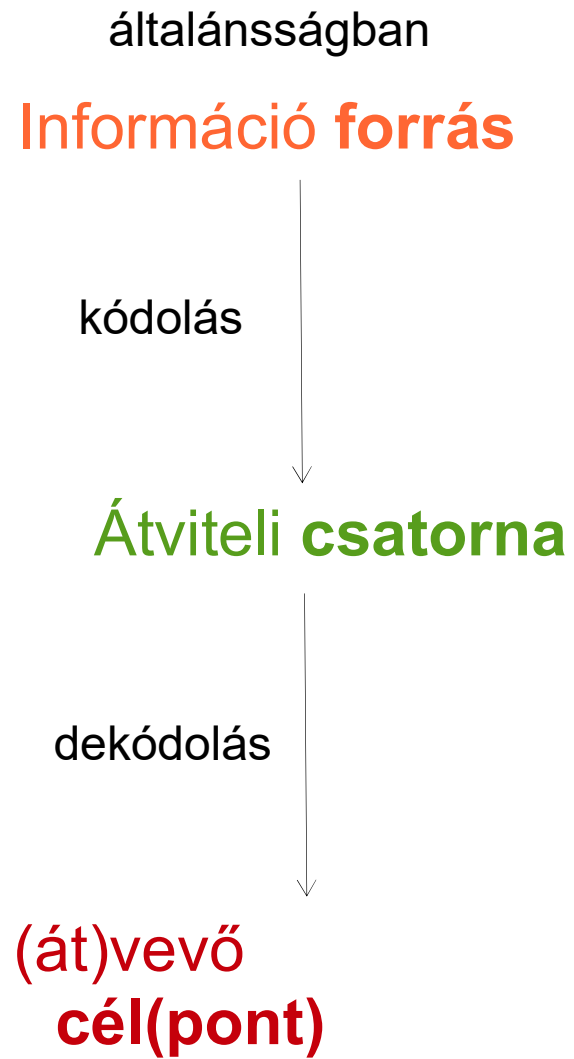 általánsságban
Információ forrás
kódolás
Átviteli csatorna
dekódolás
(át)vevő
cél(pont)